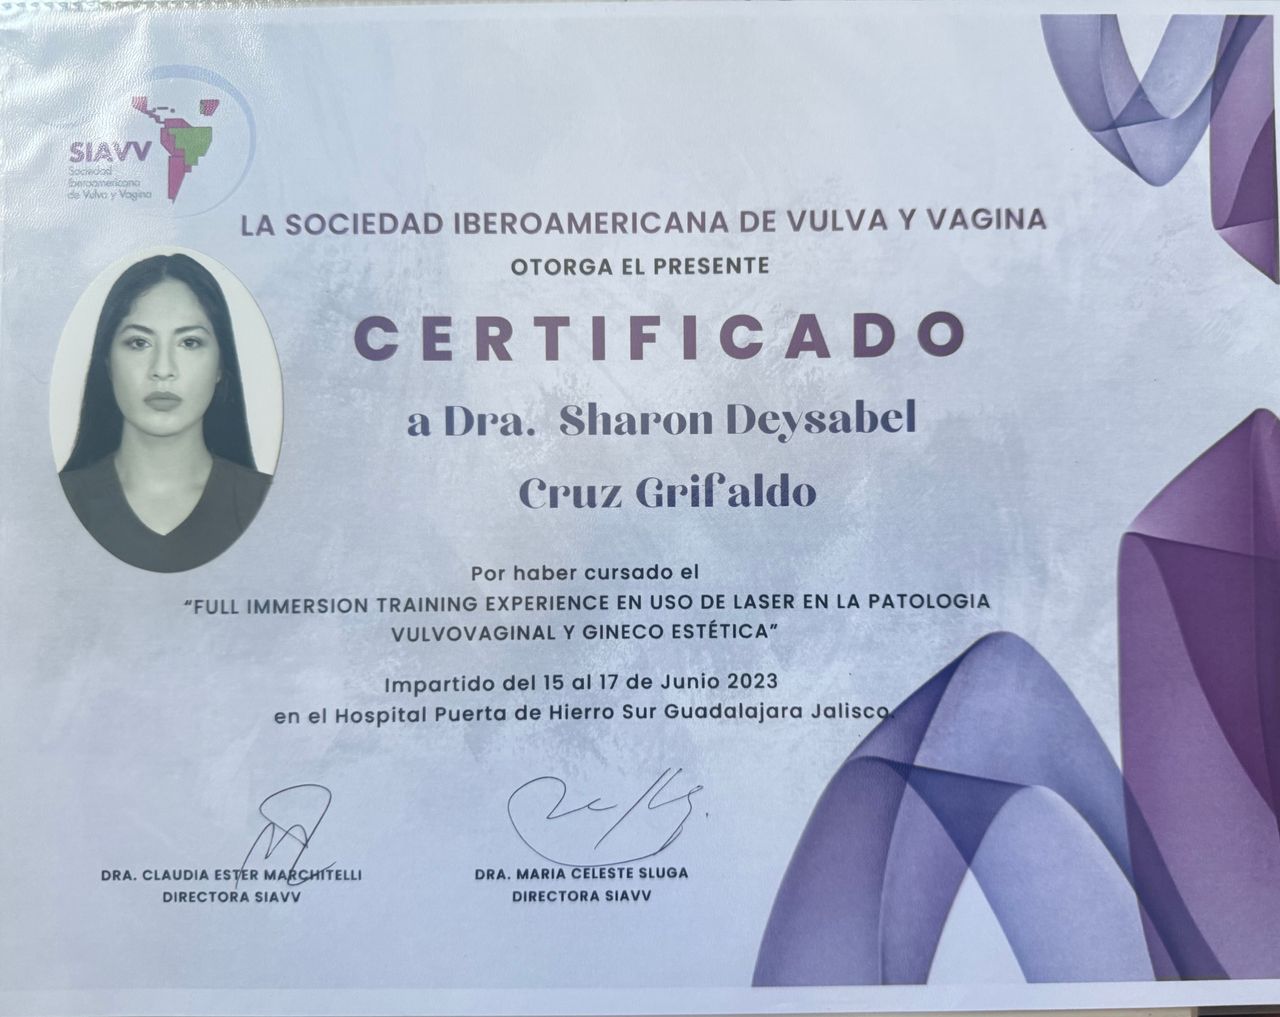 SIAVV
Sociedad
Iberoamericana
de Vulva y Vagina
LA SOCIEDAD IBEROAMERICANA DE VULVA Y VAGINA
OTORGA EL PRESENTE
CERTIFICADO
a Dra. Sharon Deysabel
Cruz Grifaldo
Por haber cursado el
“FULL IMMERSION TRAINING EXPERIENCE EN USO DE LASER EN LA PATOLOGIA
VULVOVAGINAL Y GINECO ESTÉTICA”
Impartido del 15 al 17 de Junio 2023
en el Hospital Puerta de Hierro Sur Guadalajara Jalisco.
DRA. CLAUDIA ESTER MARCHITELLI
DIRECTORA SIAVV
DRA. MARIA CELESTE SLUGA
DIRECTORA SIAVV